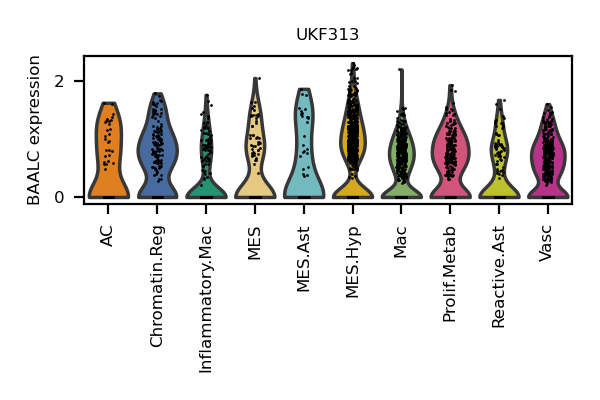 UKF313
BAALC expression
2
0
AC
Chromatin.Reg
Inflammatory.Mac
MES
MES.Ast
MES.Hyp
Mac
Prolif.Metab
Reactive.Ast
Vasc